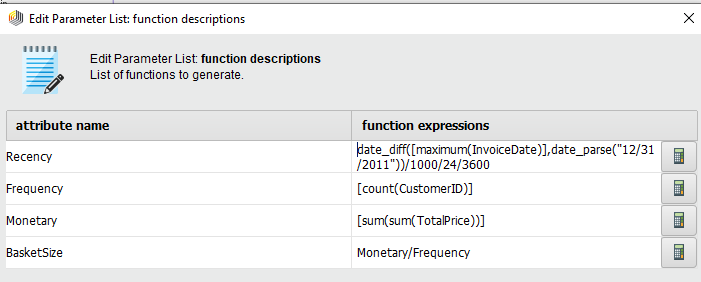 Edit Parameter List: function descriptions
Edit Parameter List: function descriptions
List of functions to generate.
attribute name function expressions
Recency date_diff([maximum(InvoiceDate)],date_parse("12/31
/2011"))/1000/24/3600
Frequency [count(CustomerID)]
Monetary [sum(sum(TotalPrice))]
BasketSize Monetary/Frequency